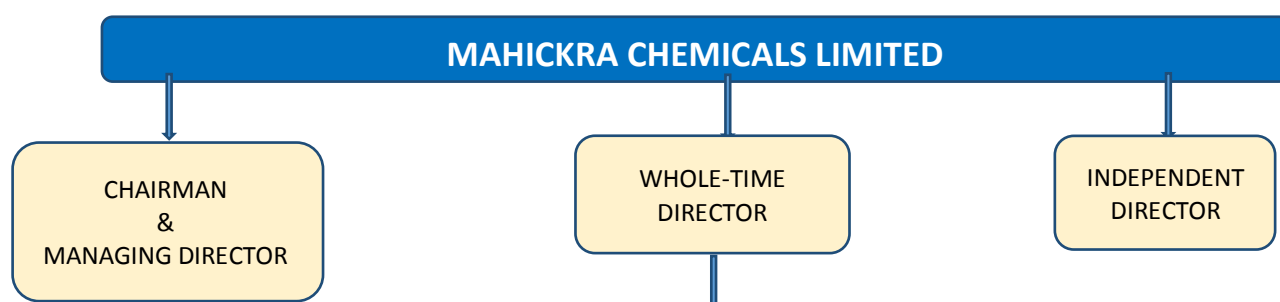 MAHICKRA CHEMICALS LIMITED
CHAIRMAN
&
MANAGING DIRECTOR
WHOLE-TIME
DIRECTOR
INDEPENDENT
DIRECTOR